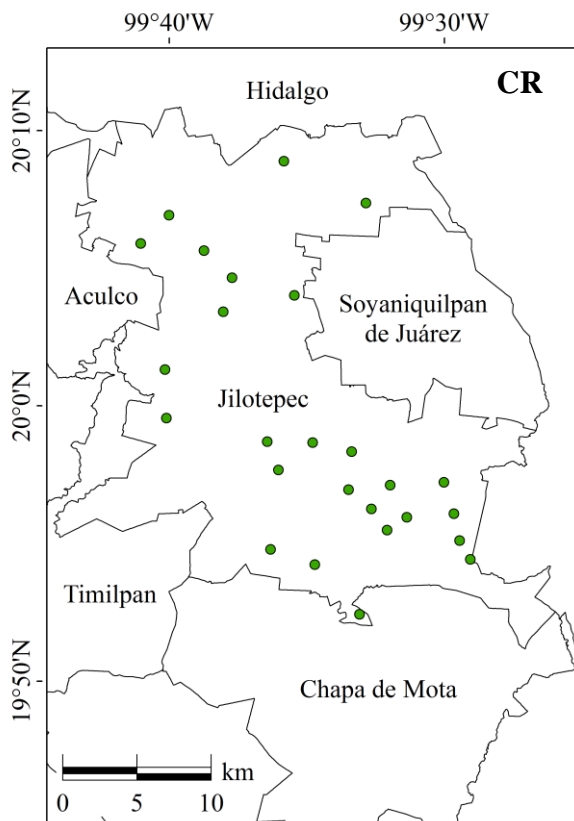 99°40'W 99°30'W
CR
Hidalgo
20°10'N
Aculco
Soyaniquilpan
de Juárez
Jilotepec
20°0'N
Timilpan
Chapa de Mota
19°50'N
km
0 5 10